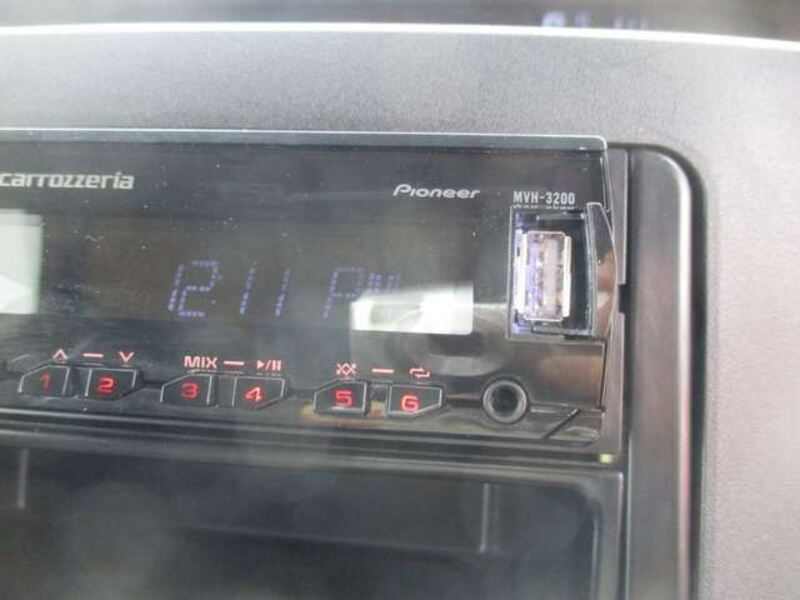 carrozzeria
Pioneer
MVH-3200
12 11 PM
MIX
1 2 3 4 5 6